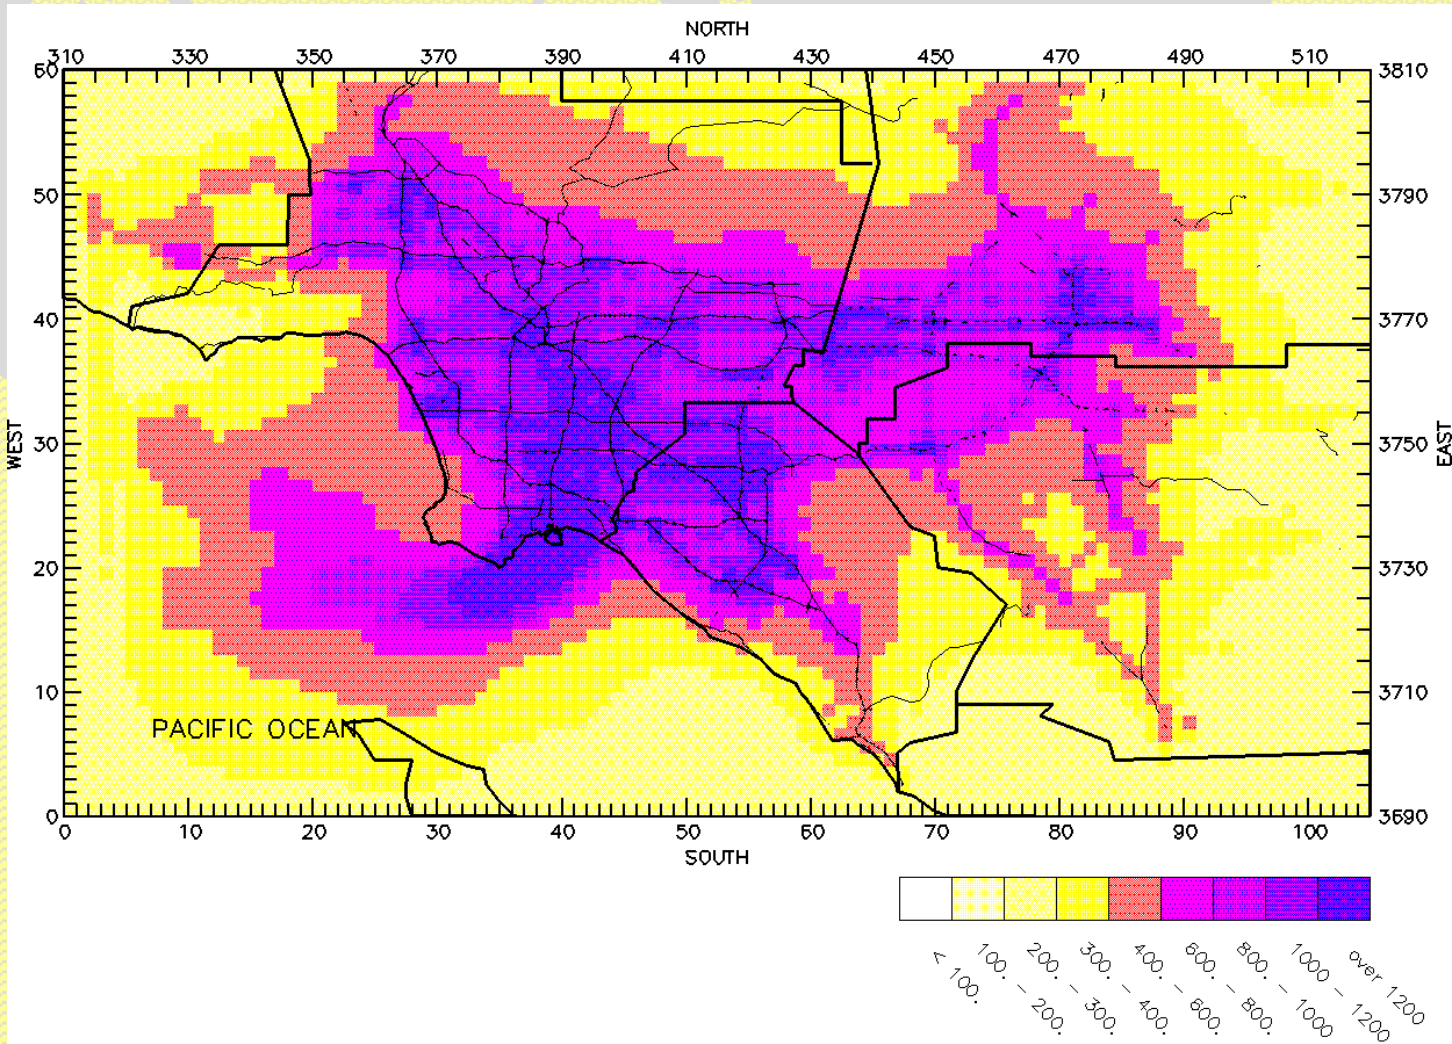 NORTH
310 330 350 370 390 410 430 450 470 490 510
60 3810
50 3790
40 3770
WEST
30 3750
EAST
20 3730
10 3710
PACIFIC OCEAN
0 3690
0 10 20 30 40 50 60 70 80 90 100
SOUTH
< 100.
100. - 200.
200. - 300.
300. - 400.
400. - 600.
600. - 800.
800. - 1000
1000 - 1200
over 1200